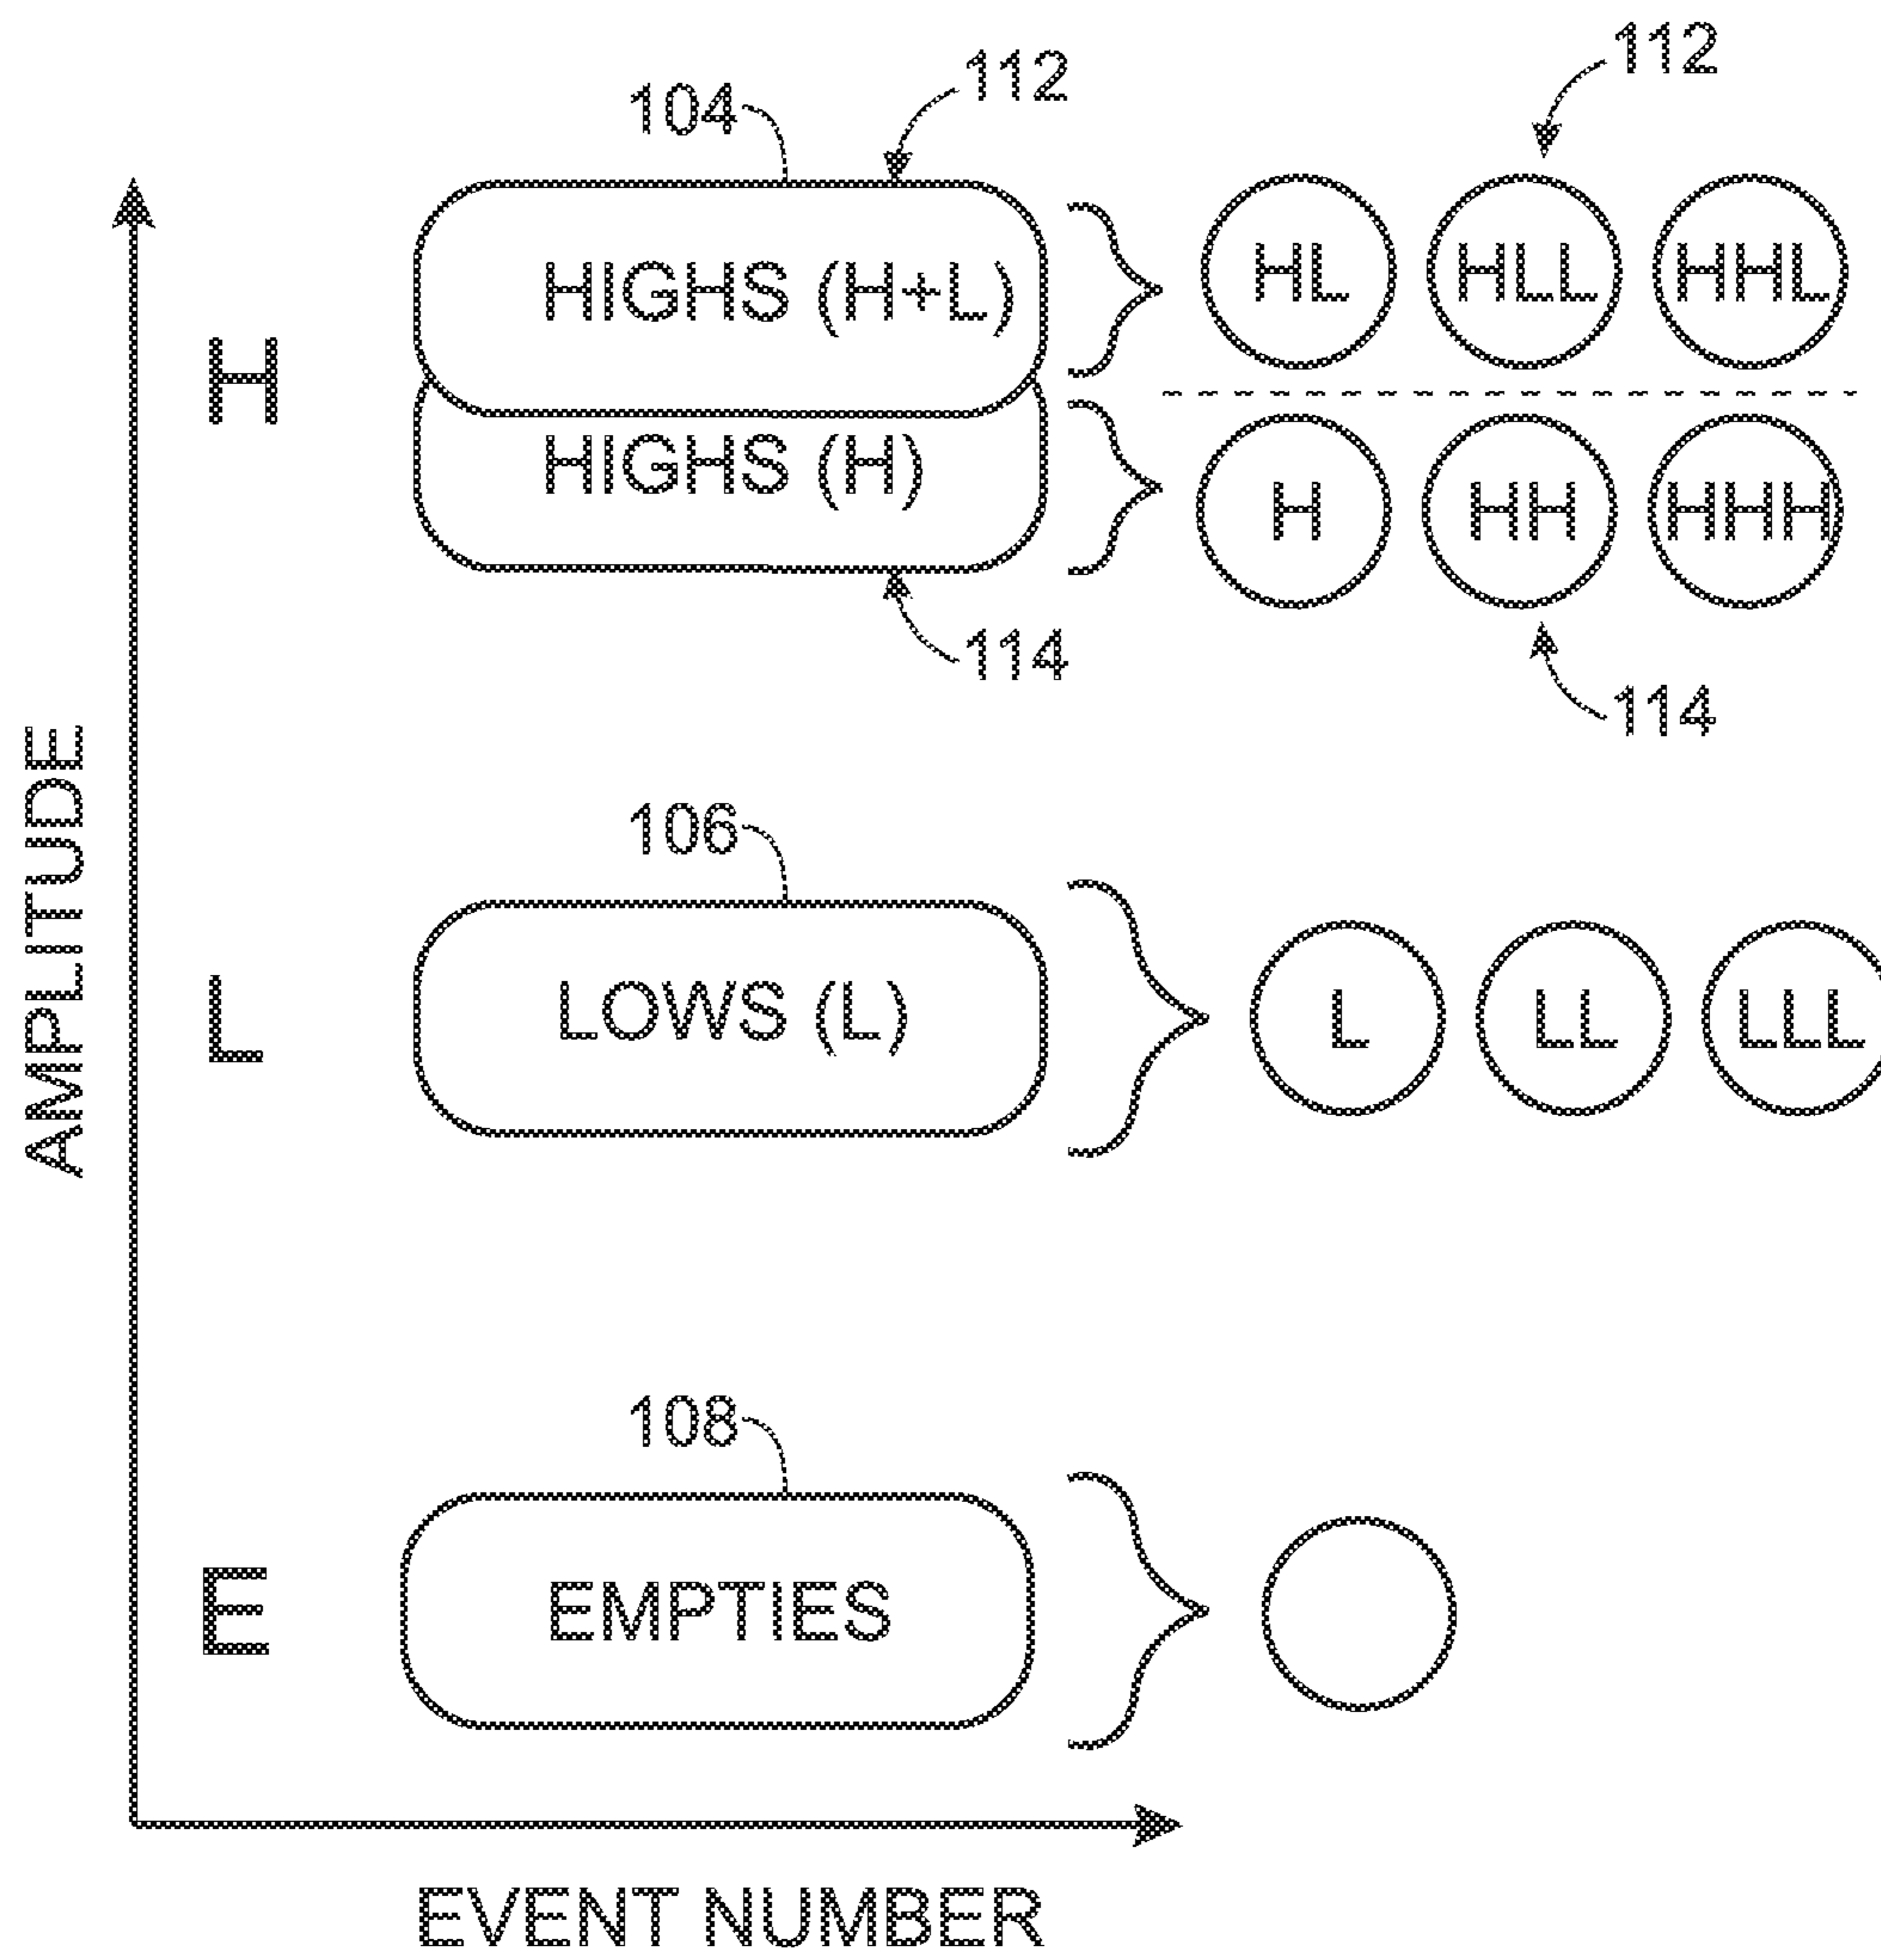 112
104
112
HIGHS (H+L)
HL
HLL
HHL
H
HIGHS (H)
H
HH
HHH
114
114
AMPLITUDE
106
L
LOWS (L)
L
LL
LLL
108
E
EMPTIES
EVENT NUMBER